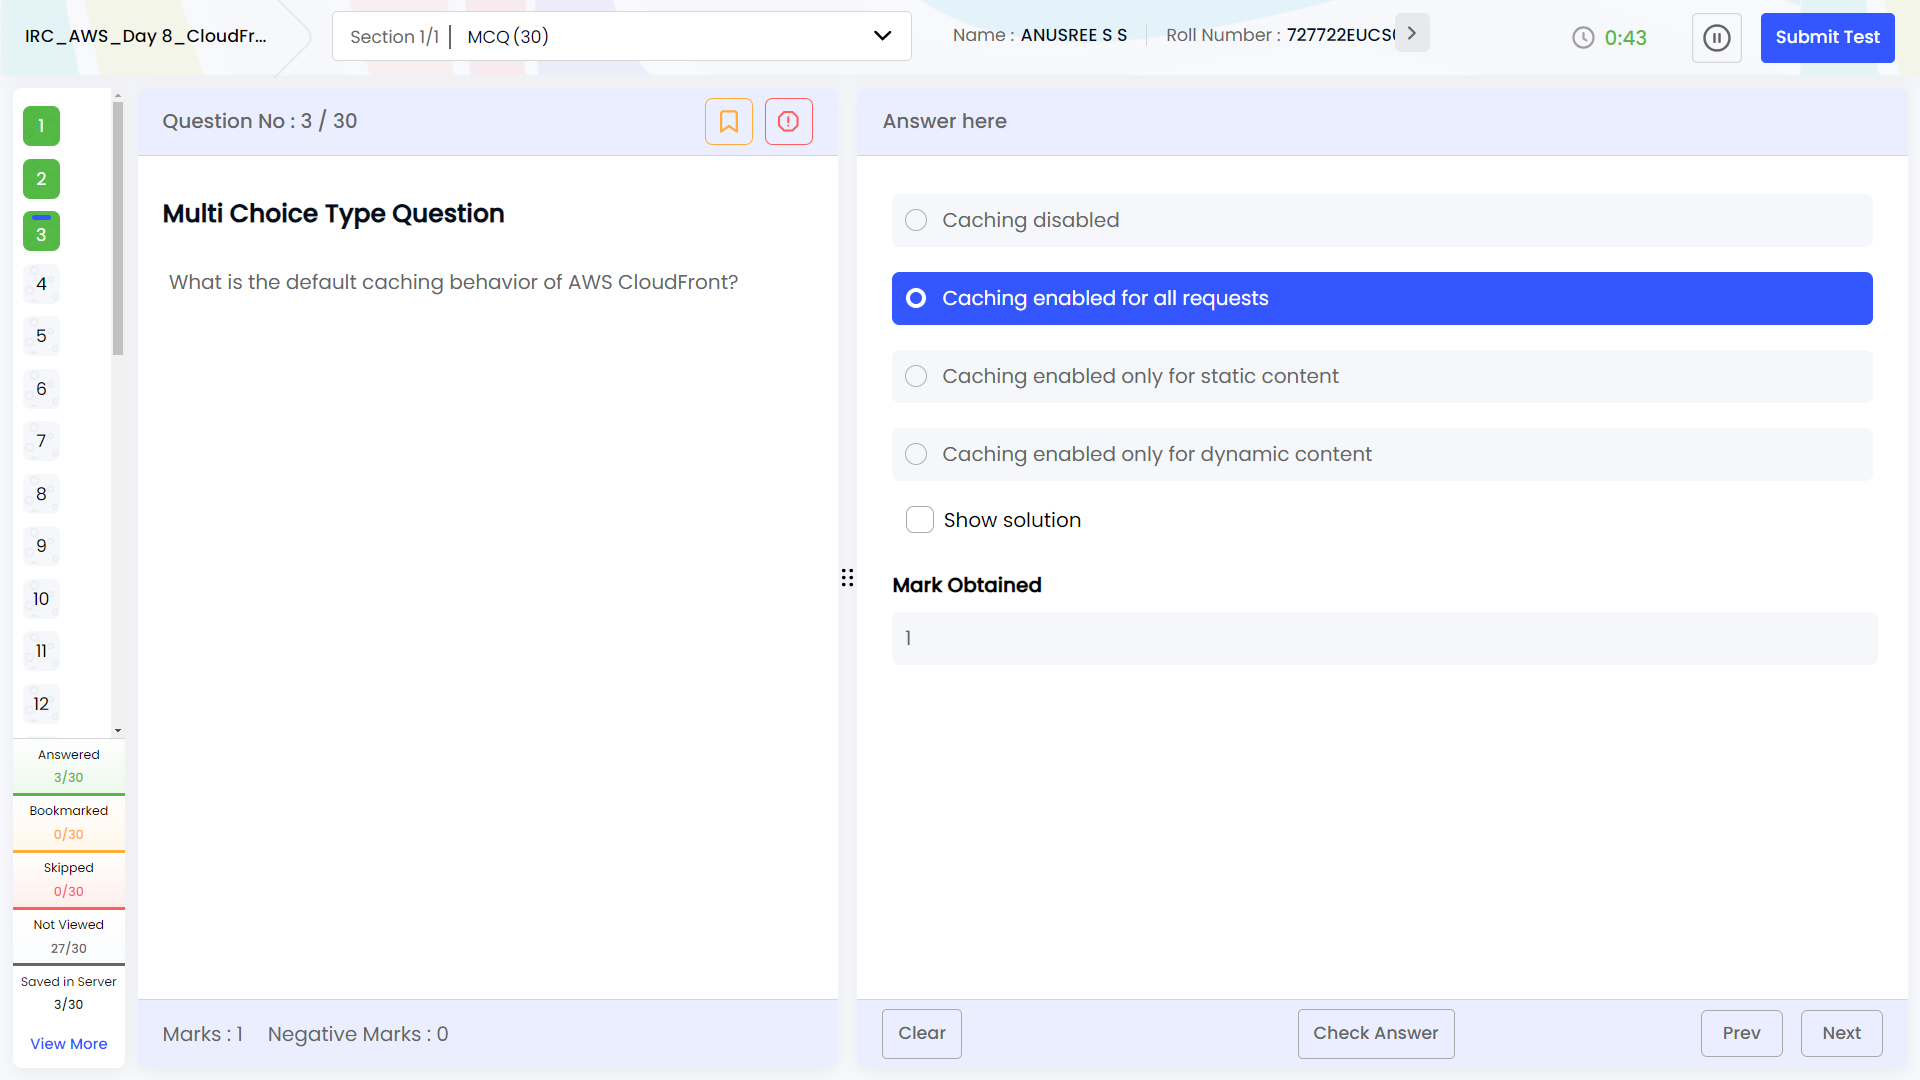 IRC_AWS_Day 8_CloudFr...
Section 1/1 | MCQ (30)
Name : ANUSREE S S
Roll Number : 727722EUCS
0:43
Submit Test
1
2
3
4
5
6
7
8
9
10
11
12
Answered
3/30
Bookmarked
0/30
Skipped
0/30
Not Viewed
27/30
Saved in Server
3/30
View More
Question No : 3 / 30
Multi Choice Type Question
What is the default caching behavior of AWS CloudFront?
Marks : 1 Negative Marks : 0
Answer here
Caching disabled
Caching enabled for all requests
Caching enabled only for static content
Caching enabled only for dynamic content
Show solution
Mark Obtained
1
Clear
Check Answer
Prev
Next